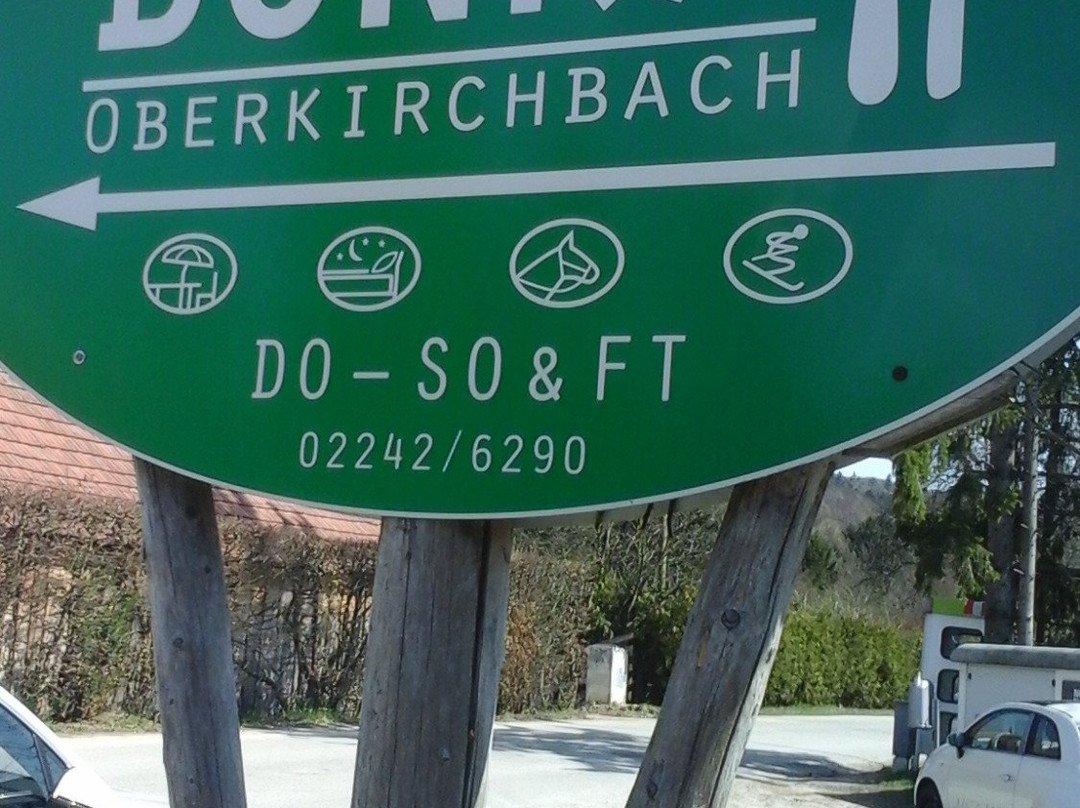 OBERKIRCHBACH
DO – SO & FT
02242/6290